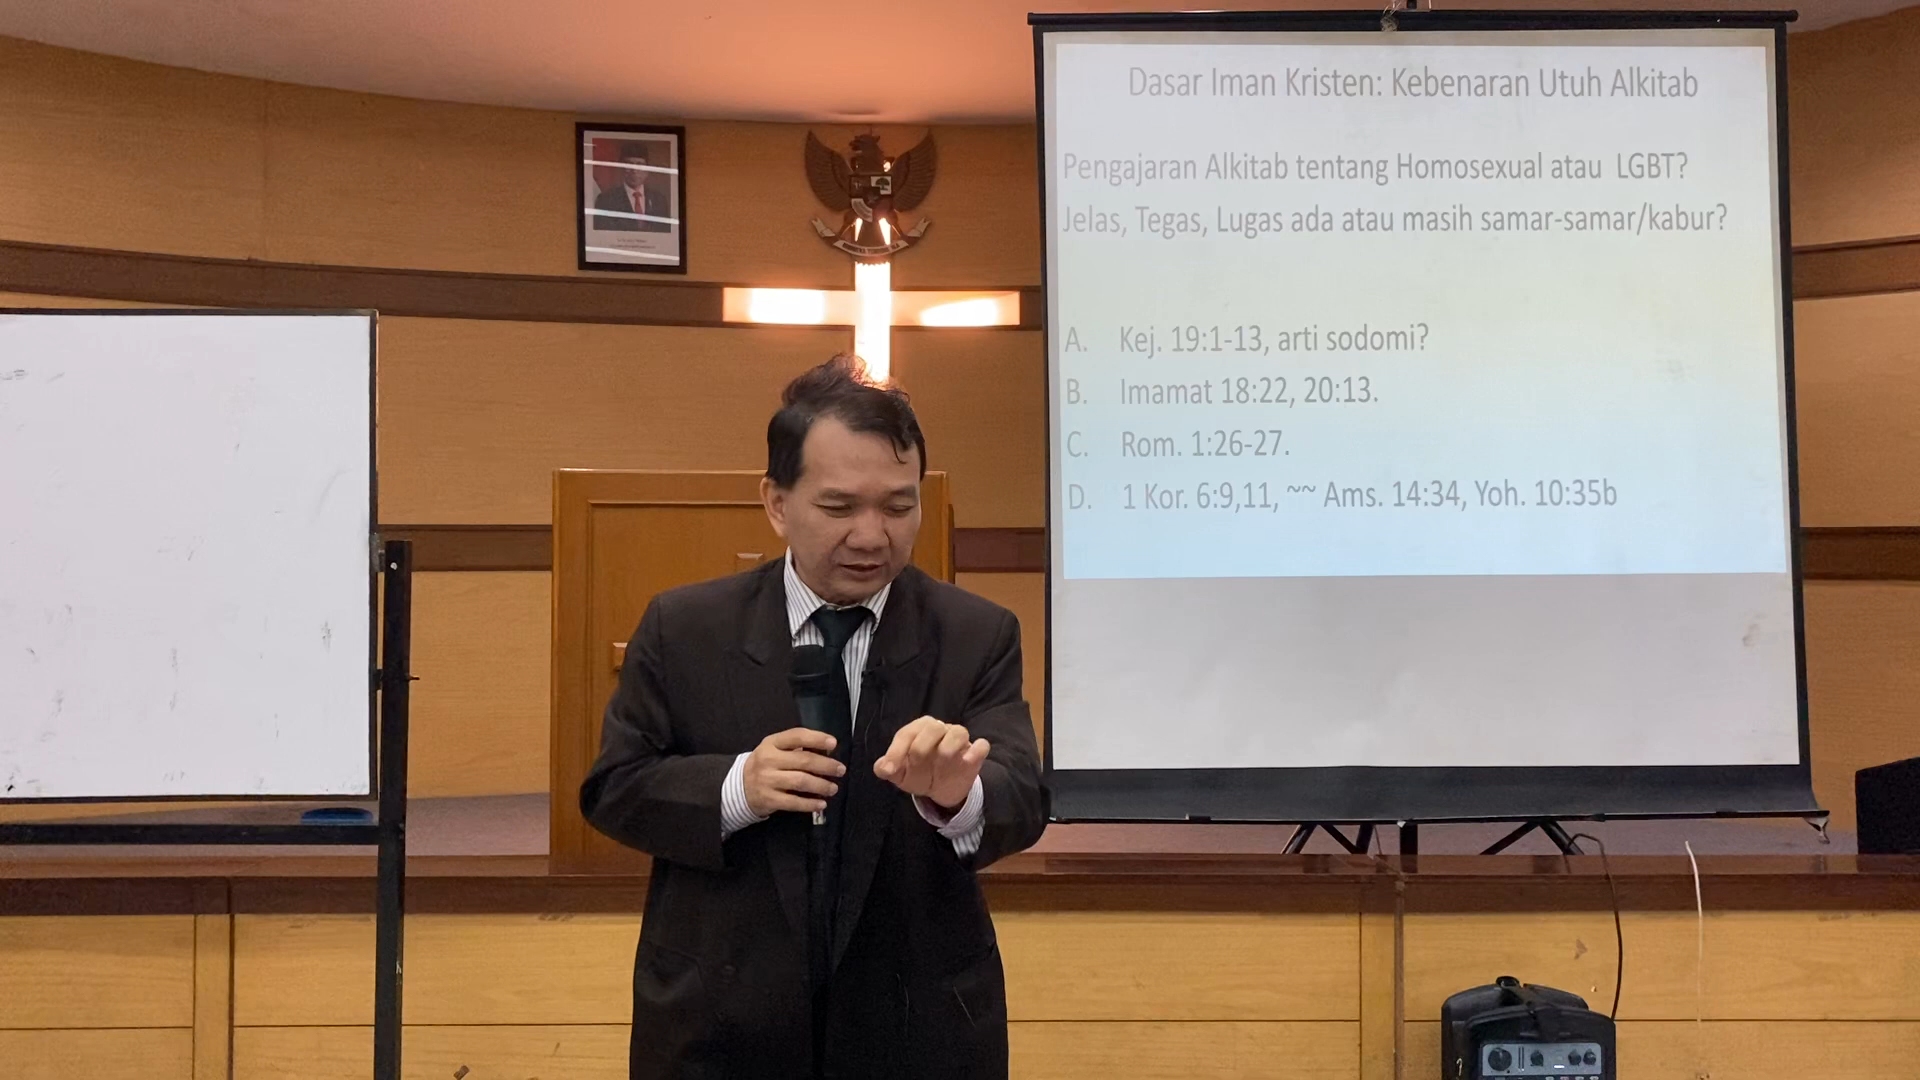 Dasar Iman Kristen: Kebenaran Utuh Alkitab
Pengajaran Alkitab tentang Homosexual atau LGBT?
Jelas, Tegas, Lugas ada atau masih samar-samar/kabur?
A. Kej. 19:1-13, arti sodomi?
B. Imamat 18:22, 20:13.
C. Rom. 1:26-27.
D. 1 Kor. 6:9,11, ~~ Ams. 14:34, Yoh. 10:35b